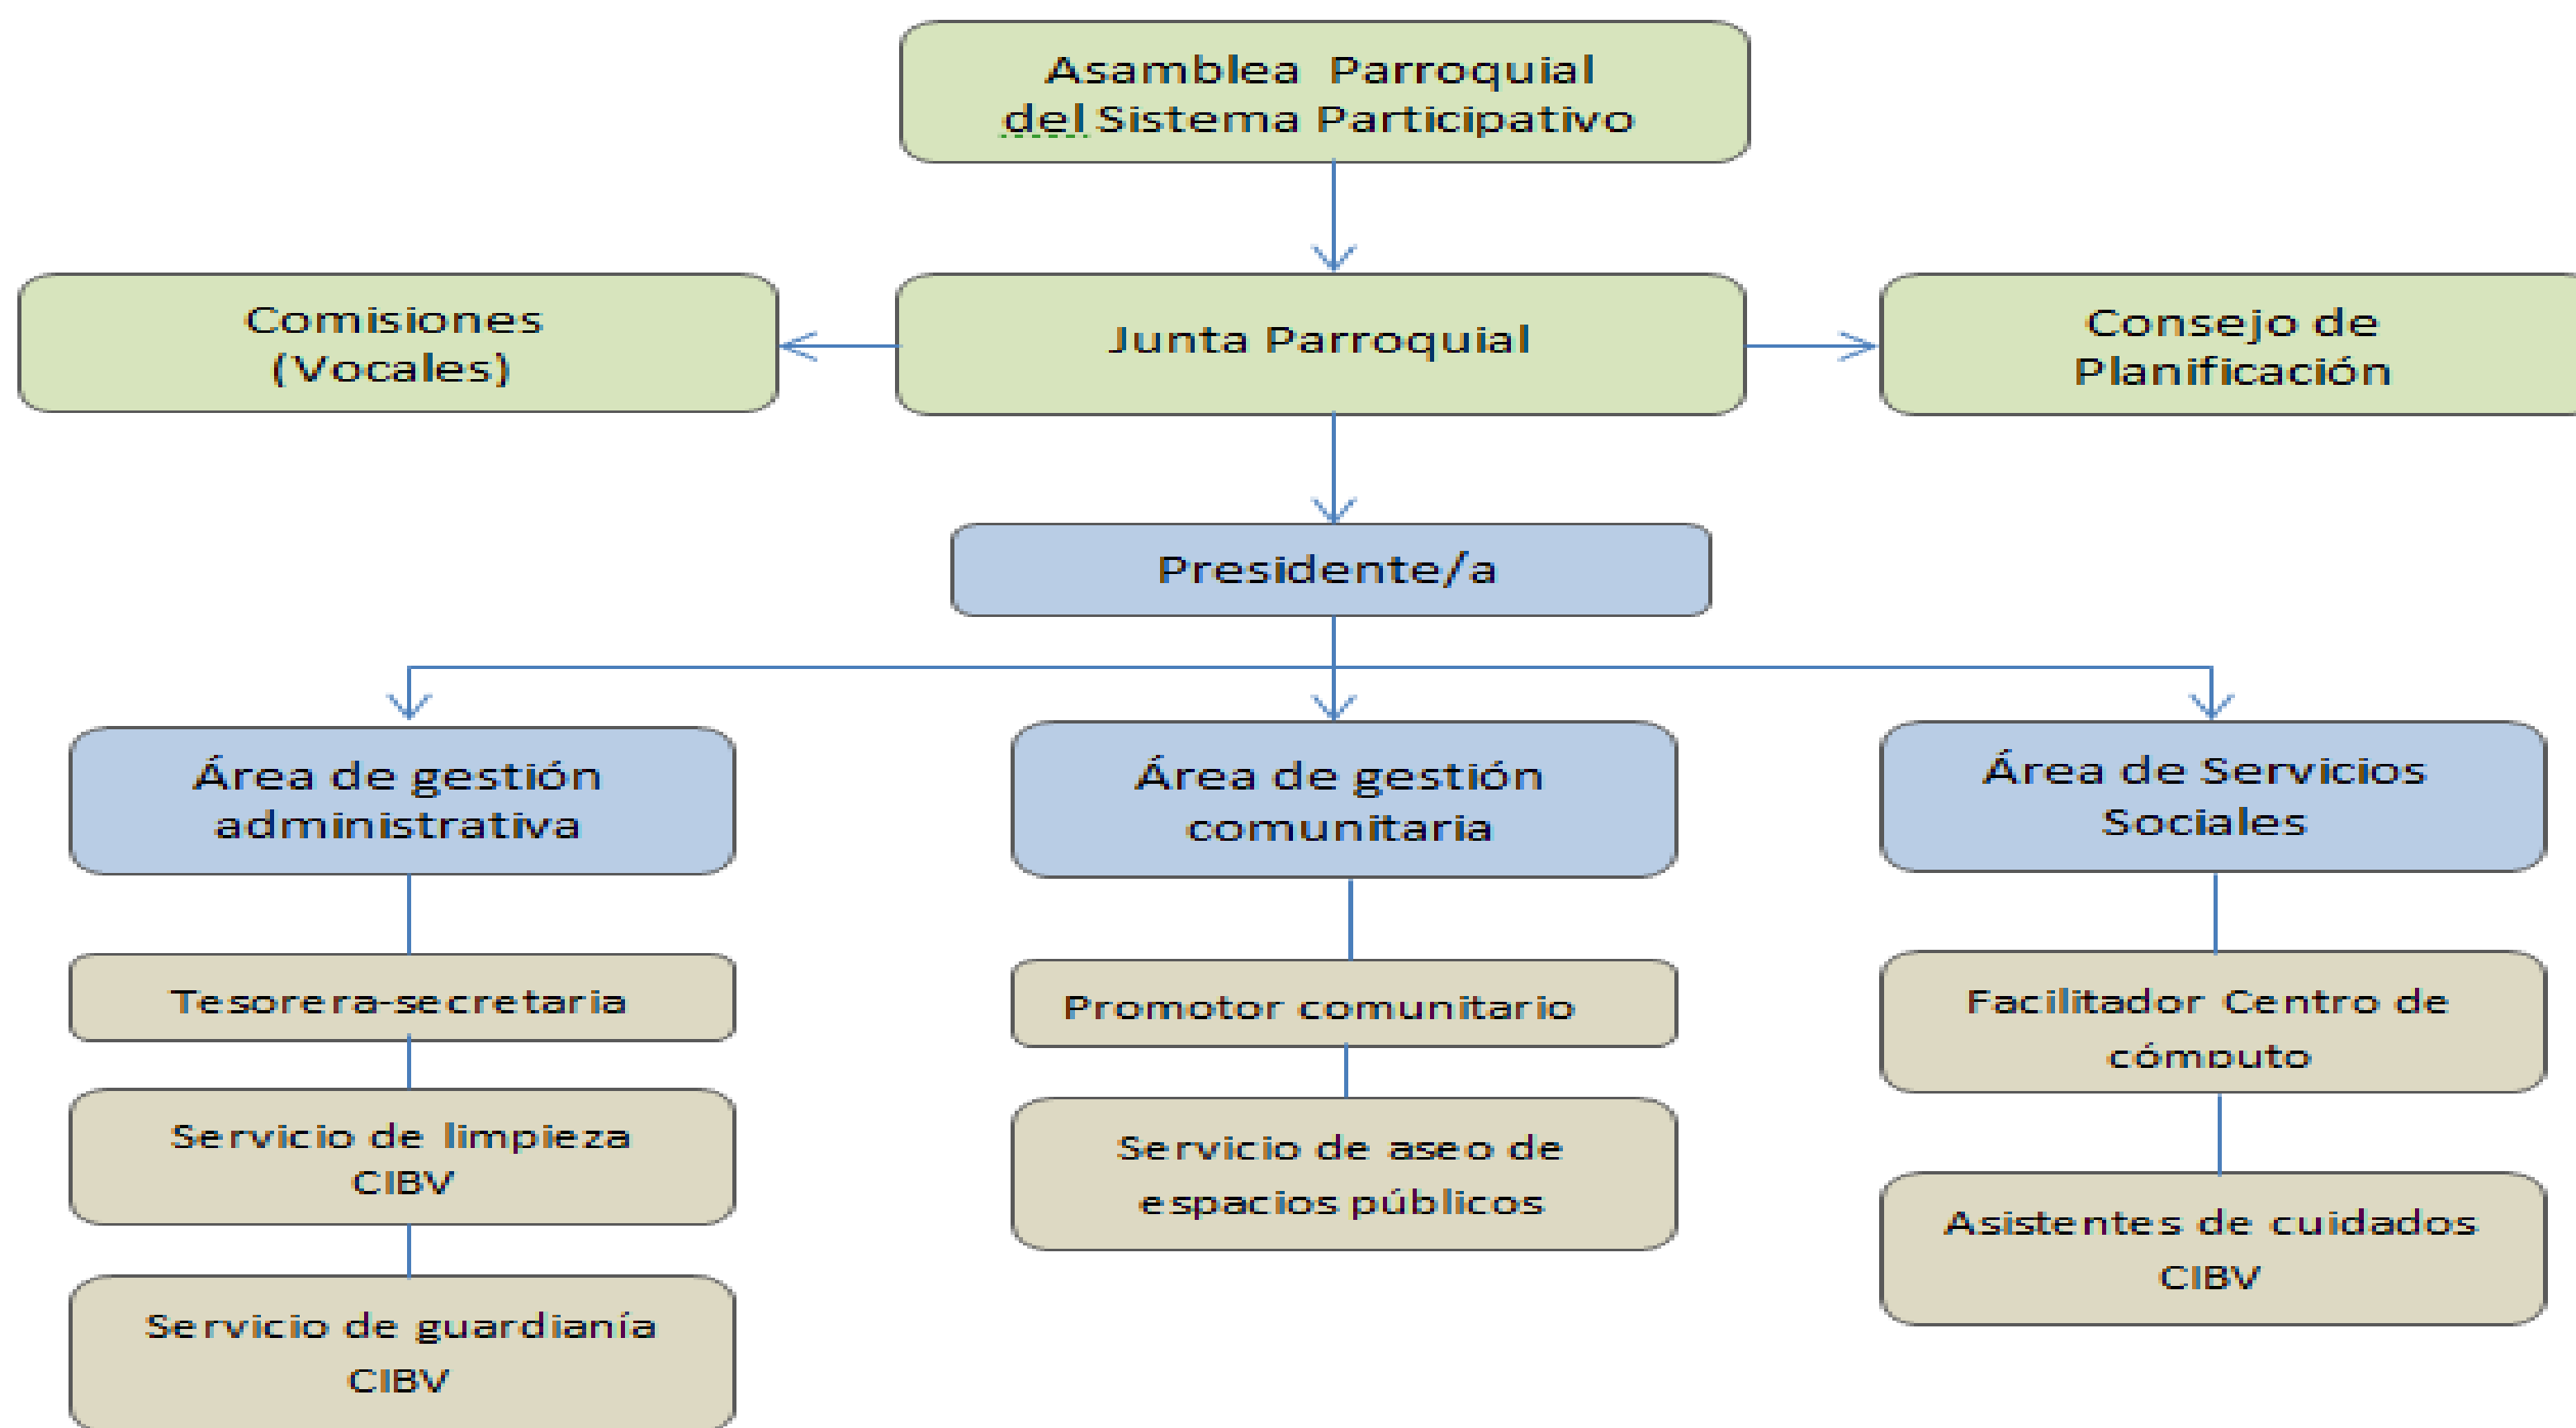 Asamblea Parroquial
del Sistema Participativo
Comisiones
(Vocales)
Junta Parroquial
Consejo de
Planificación
Presidente/a
Área de gestión
administrativa
Área de gestión
comunitaria
Área de Servicios
Sociales
Tesorera-secretaria
Servicio de limpieza
CIBV
Servicio de guardianía
CIBV
Promotor comunitario
Servicio de aseo de
espacios públicos
Facilitador Centro de
cómputo
Asistentes de cuidados
CIBV